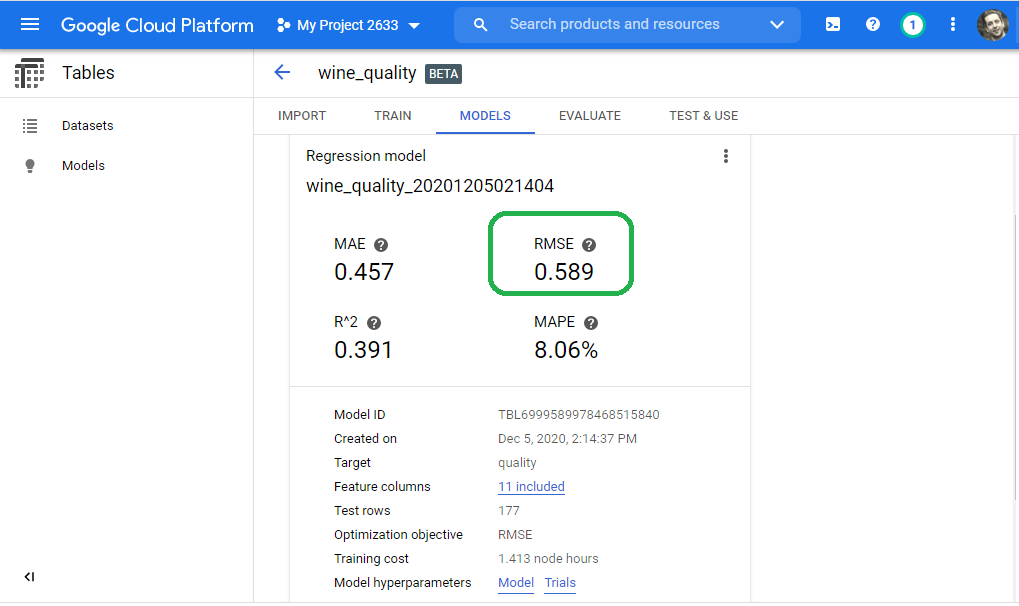 Google Cloud Platform My Project 2633 Search products and resources 1
Tables wine_quality BETA
IMPORT TRAIN MODELS EVALUATE TEST & USE
Datasets
Models
Regression model
wine_quality_20201205021404
MAE ? RMSE ?
0.457 0.589
R^2 ? MAPE ?
0.391 8.06%
Model ID TBL6999589978468515840
Created on Dec 5, 2020, 2:14:37 PM
Target quality
Feature columns 11 included
Test rows 177
Optimization objective RMSE
Training cost 1.413 node hours
Model hyperparameters Model Trials